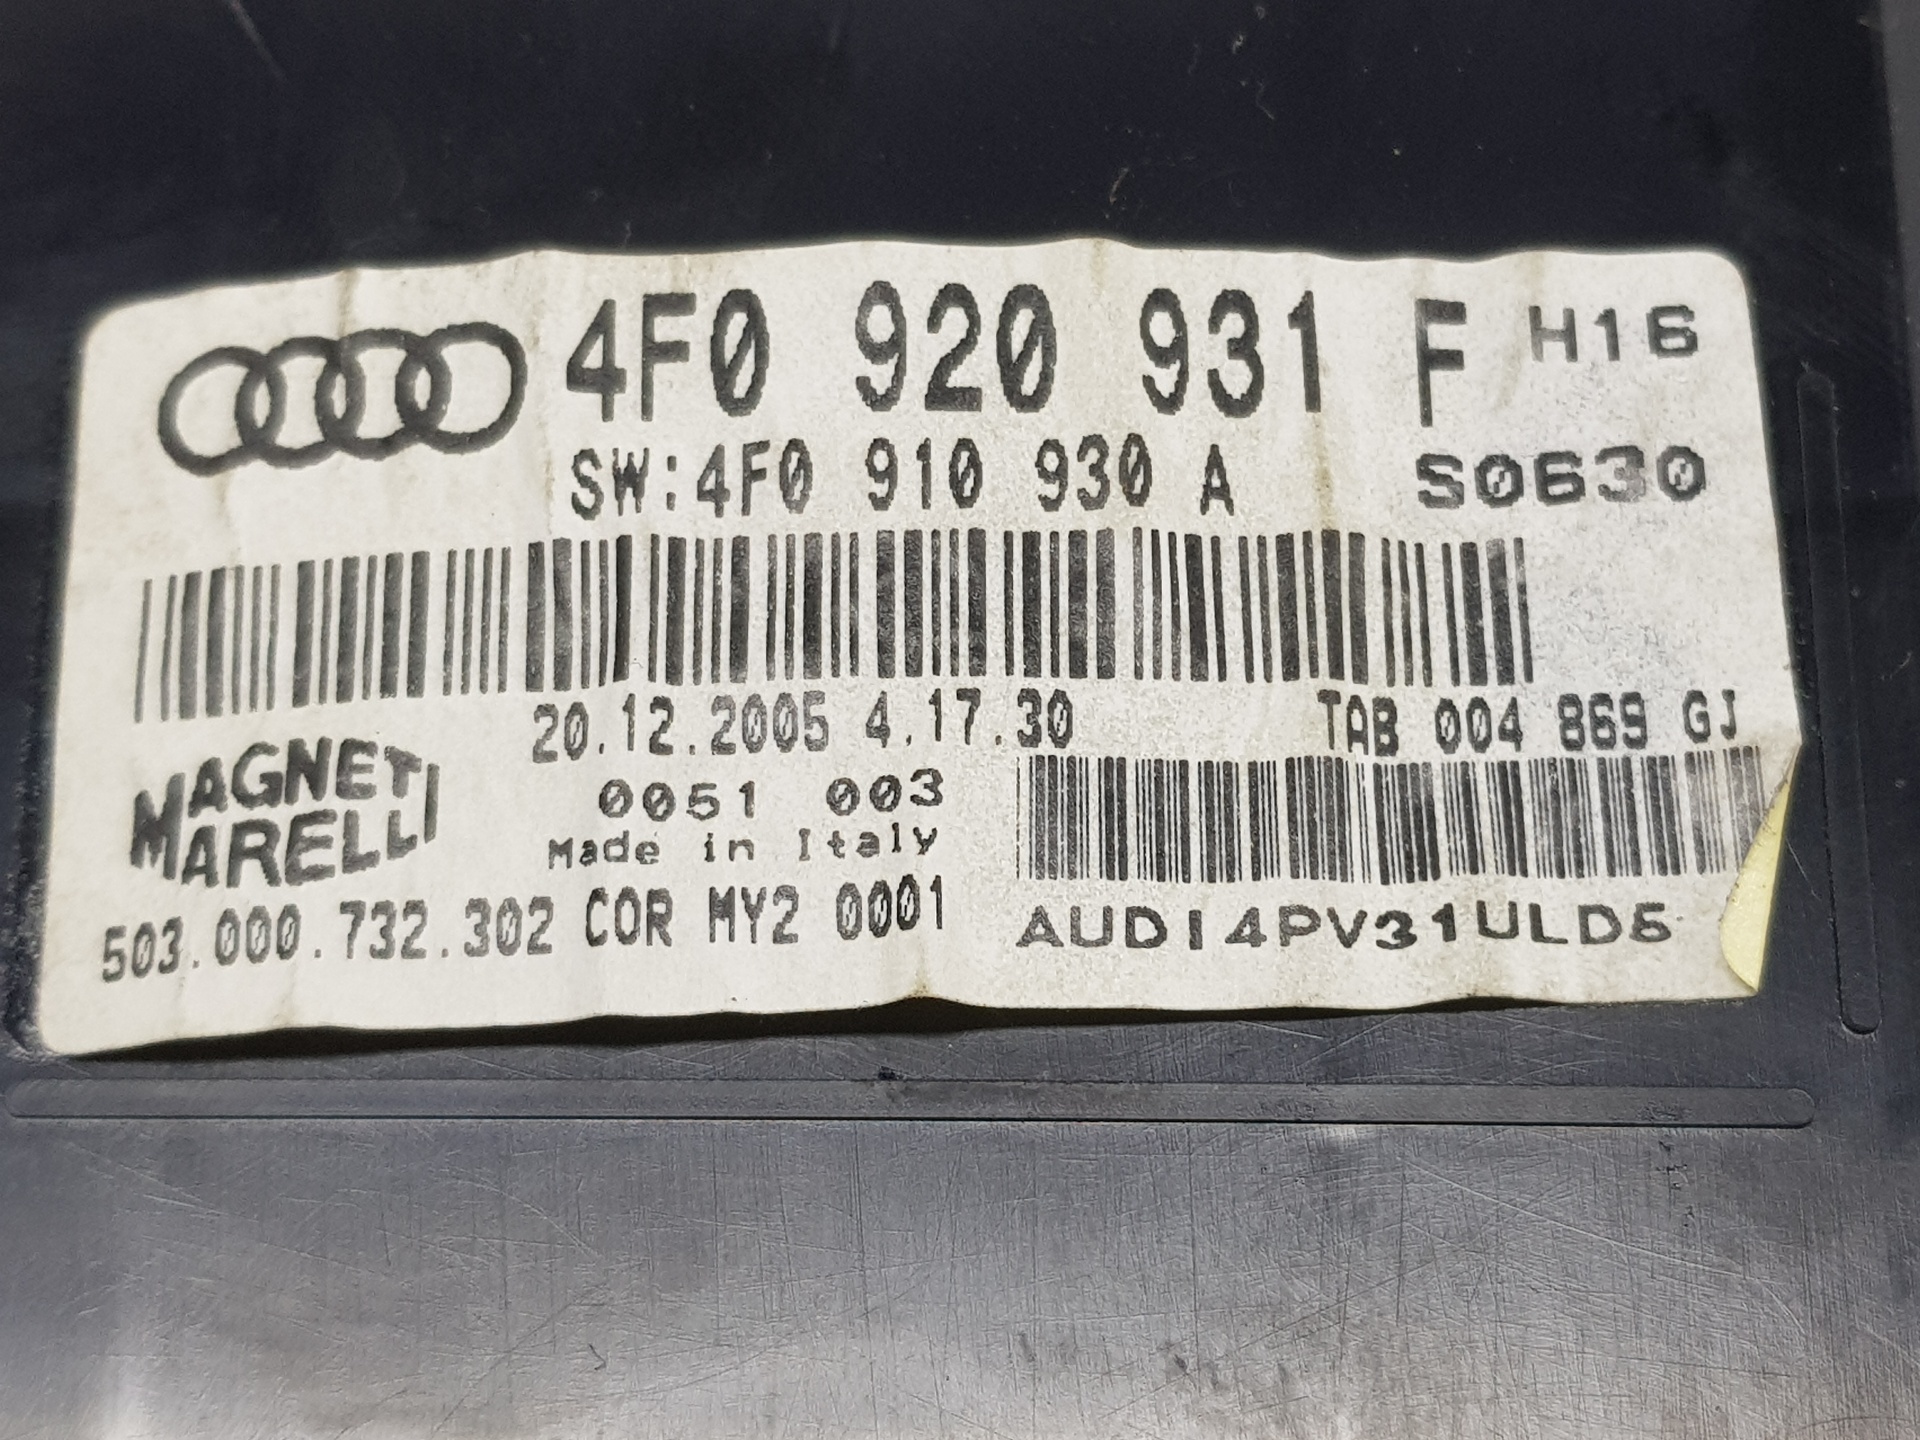 4F0 920 931 F H16
SW:4F0 910 930 A S0630
20.12.2005 4.17.30 TAB 004 869 GJ
MAGNETI
MARELLI
0051 003
Made in Italy
503.000.732.302 COR MY2 0001
AUDI4PV31ULD5